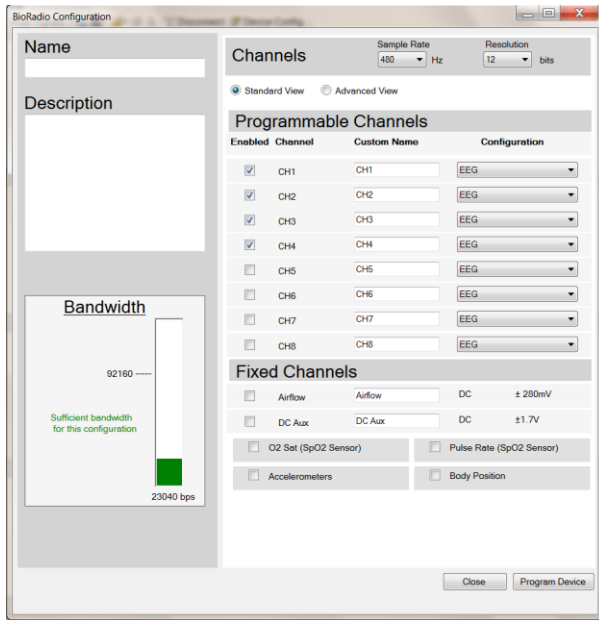 BioRadio Configuration
Name
Description
Bandwidth
92160 -----
Sufficient bandwidth
for this configuration
23040 bps
Channels
Sample Rate
480 Hz
Resolution
12 bits
Standard View Advanced View
Programmable Channels
Enabled Channel Custom Name Configuration
CH1 CH1 EEG
CH2 CH2 EEG
CH3 CH3 EEG
CH4 CH4 EEG
CH5 CH5 EEG
CH6 CH6 EEG
CH7 CH7 EEG
CH8 CH8 EEG
Fixed Channels
Airflow Airflow DC ± 280mV
DC Aux DC Aux DC ±1.7V
O2 Sat (SpO2 Sensor) Pulse Rate (SpO2 Sensor)
Accelerometers Body Position
Close Program Device